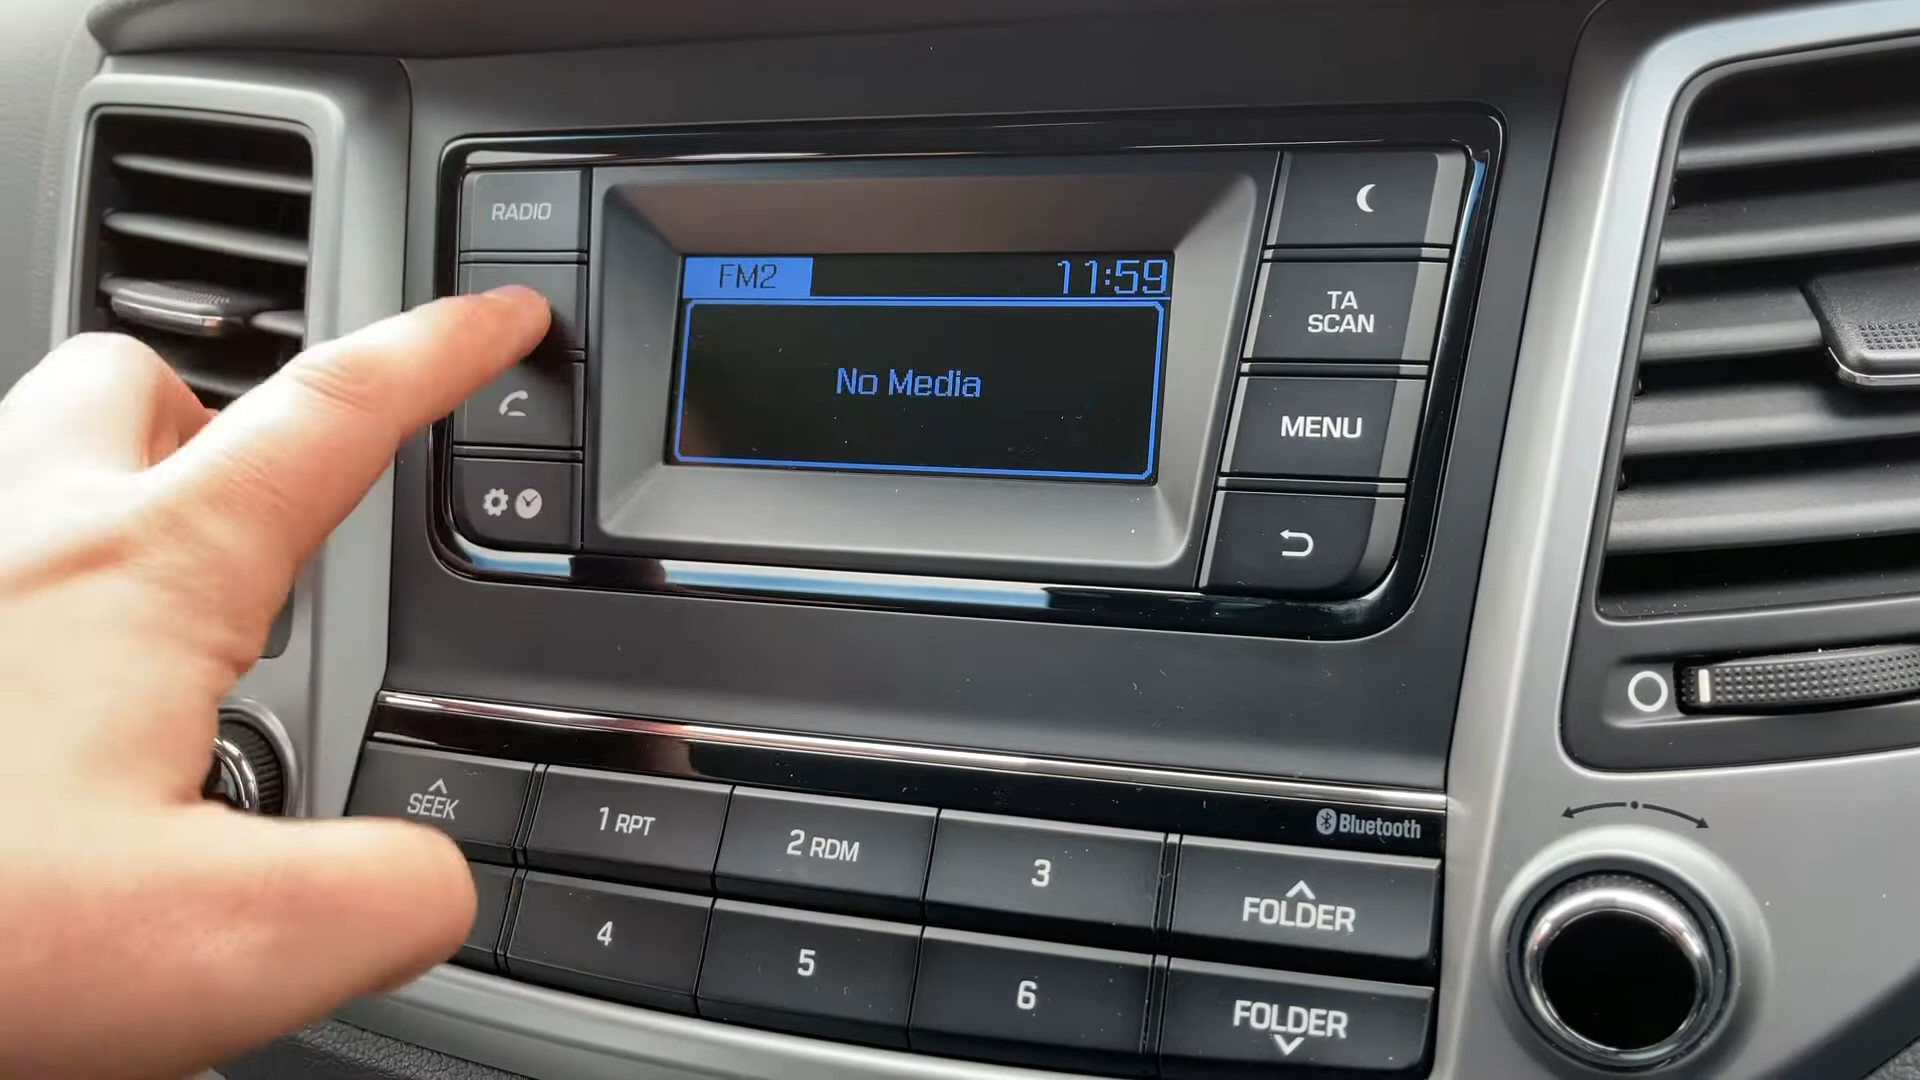 RADIO
FM2
11:59
No Media
TA
SCAN
MENU
SEEK
1 RPT
2 RDM
3
Bluetooth
FOLDER
4
5
6
FOLDER